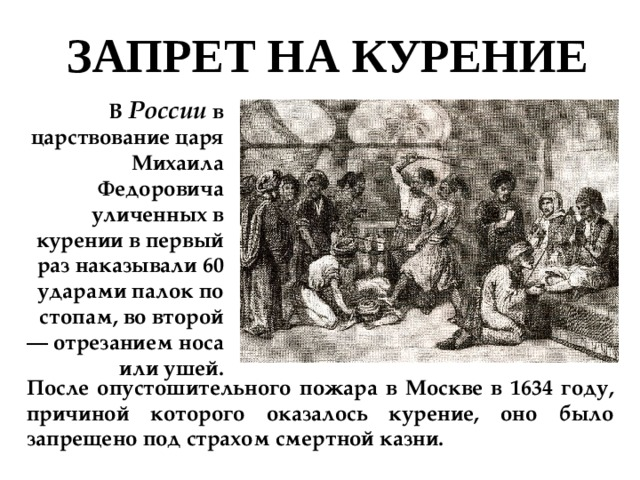 ЗАПРЕТ НА КУРЕНИЕ
В России в
царствование царя
Михаила
Федоровича
уличенных в
курении в первый
раз наказывали 60
ударами палок по
стопам, во второй
— отрезанием носа
или ушей.
После опустошительного пожара в Москве в 1634 году,
причиной которого оказалось курение, оно было
запрещено под страхом смертной казни.